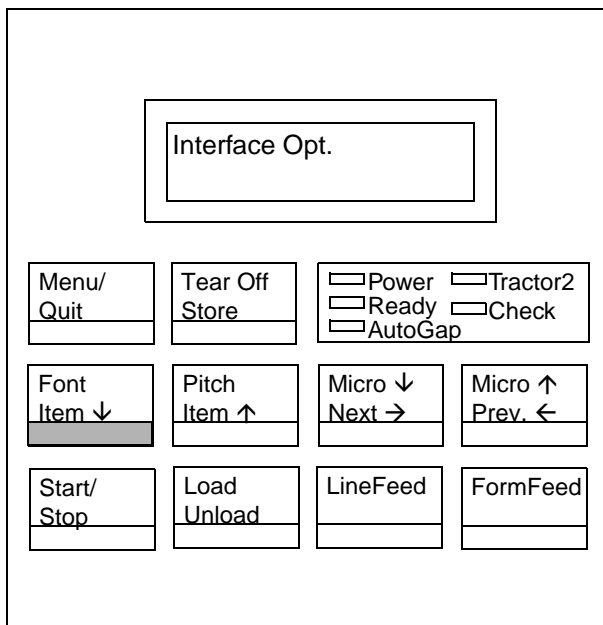 Interface Opt.
Menu/
Quit
Tear Off
Store
Power
Tractor2
Ready
Check
AutoGap
Font
Item ↓
Pitch
Item ↑
Micro ↓
Next →
Micro ↑
Prev. ←
Start/
Stop
Load
Unload
LineFeed
FormFeed